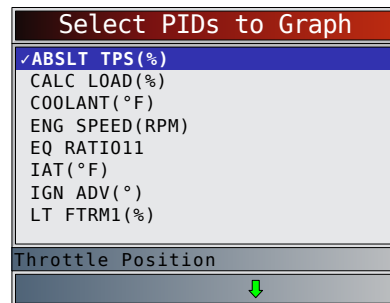 Select PIDs to Graph
✓ABSLT TPS(%)
CALC LOAD(%)
COOLANT(°F)
ENG SPEED(RPM)
EQ RATIO11
IAT(°F)
IGN ADV(°)
LT FTRM1(%)
Throttle Position